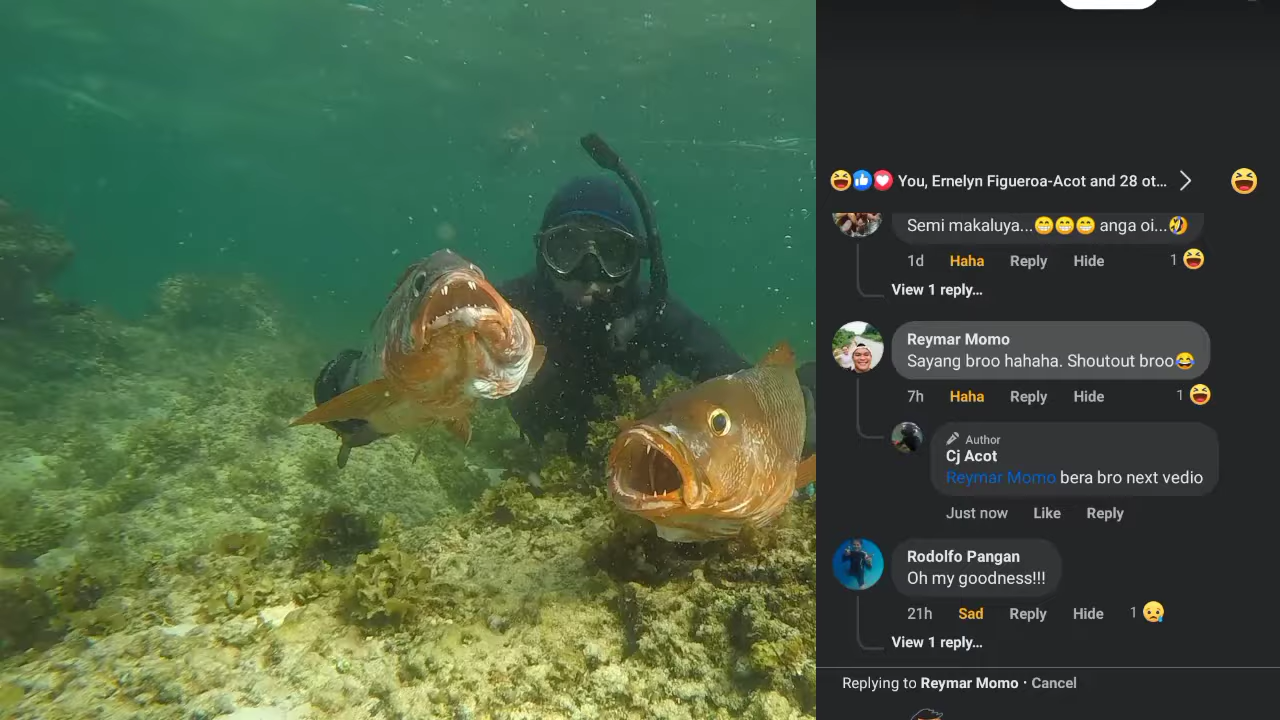 You, Ernelyn Figueroa-Acot and 28 ot...
Semi makaluya...😁😁😁 anga oi...🤣
1d Haha Reply Hide 1
View 1 reply...
Reymar Momo
Sayang broo hahaha. Shoutout broo😂
7h Haha Reply Hide 1
Author
Cj Acot
Reymar Momo bera bro next vedio
Just now Like Reply
Rodolfo Pangan
Oh my goodness!!!
21h Sad Reply Hide 1
View 1 reply...
Replying to Reymar Momo · Cancel